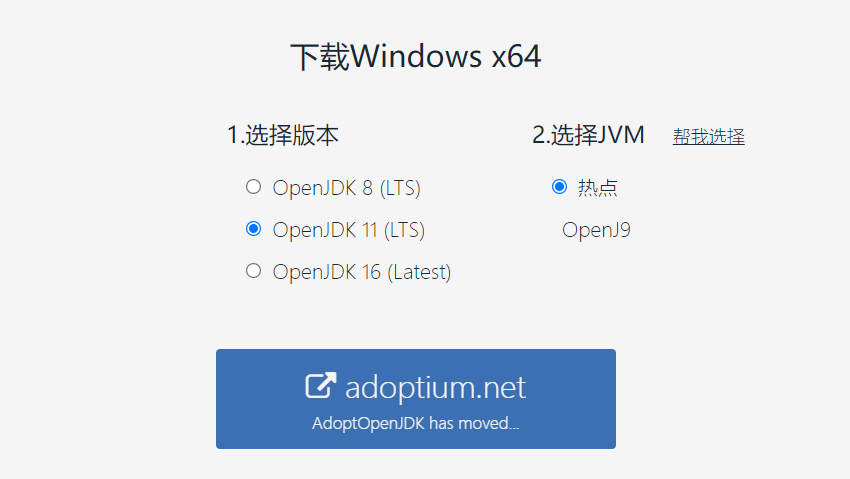 下载Windows x64
1.选择版本
2.选择JVM 帮我选择
OpenJDK 8 (LTS)
OpenJDK 11 (LTS)
OpenJDK 16 (Latest)
热点
OpenJ9
adoptium.net
AdoptOpenJDK has moved...